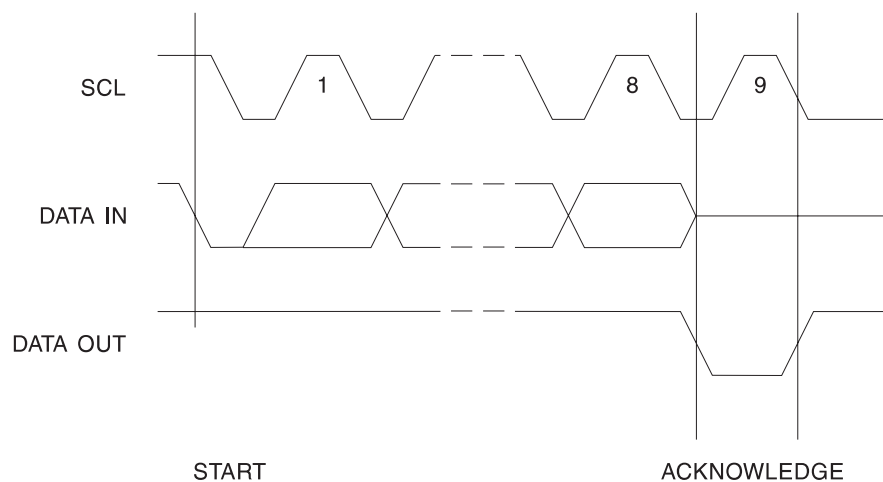 SCL
1
8
9
DATA IN
DATA OUT
START
ACKNOWLEDGE